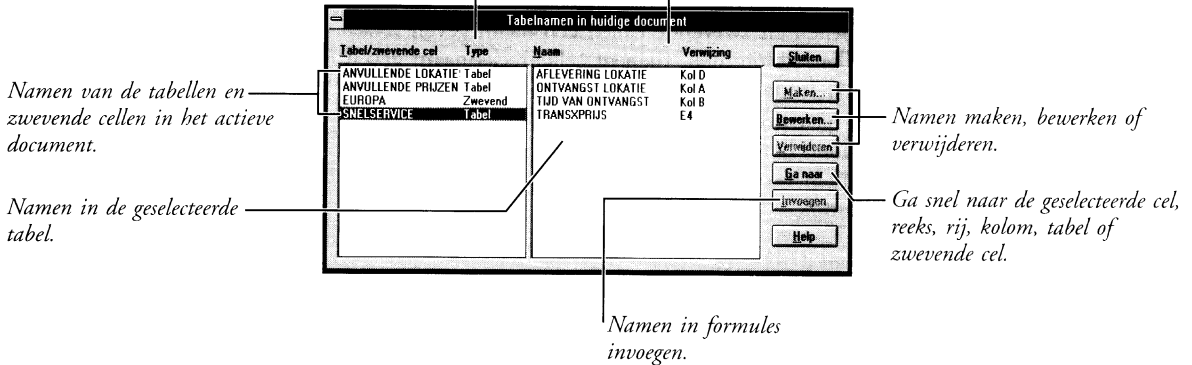 Tabelnamen in huidige document
Tabel/zwevende cel Type Naam Verwijzing
Sluiten
ANVULLENDE LOKATIE' Tabel
ANVULLENDE PRIJZEN Tabel
EUROPA Zwevend
SNELSERVICE Tabel
AFLEVERING LOKATIE Kol D
ONTVANGST LOKATIE Kol A
TIJD VAN ONTVANGST Kol B
TRANSXPRIJS E4
Maken...
Bewerken...
Verwijderen
Ga naar
Invoegen
Help
Namen van de tabellen en
zwevende cellen in het actieve
document.
Namen in de geselecteerde
tabel.
Namen maken, bewerken of
verwijderen.
Ga snel naar de geselecteerde cel,
reeks, rij, kolom, tabel of
zwevende cel.
Namen in formules
invoegen.